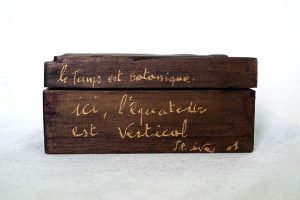 le Temps est botanique.
ici, l'équateur
est vertical